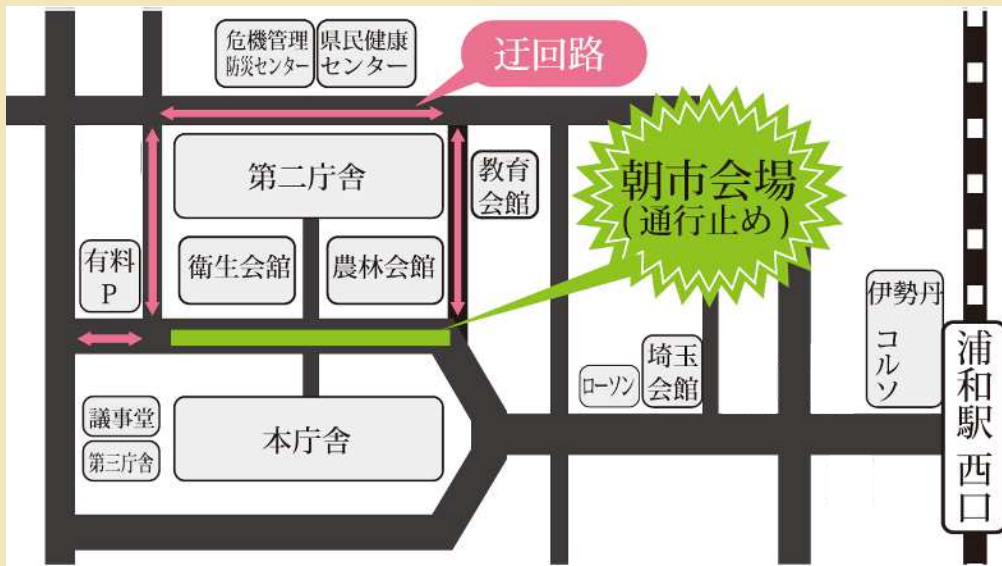 危機管理
防災センター
県民健康
センター
迂回路
第二庁舎
教育
会館
朝市会場
(通行止め)
有料
P
衛生会舘
農林会館
伊勢丹
コルソ
浦和駅 西口
ローソン
埼玉
会館
議事堂
第三庁舎
本庁舎